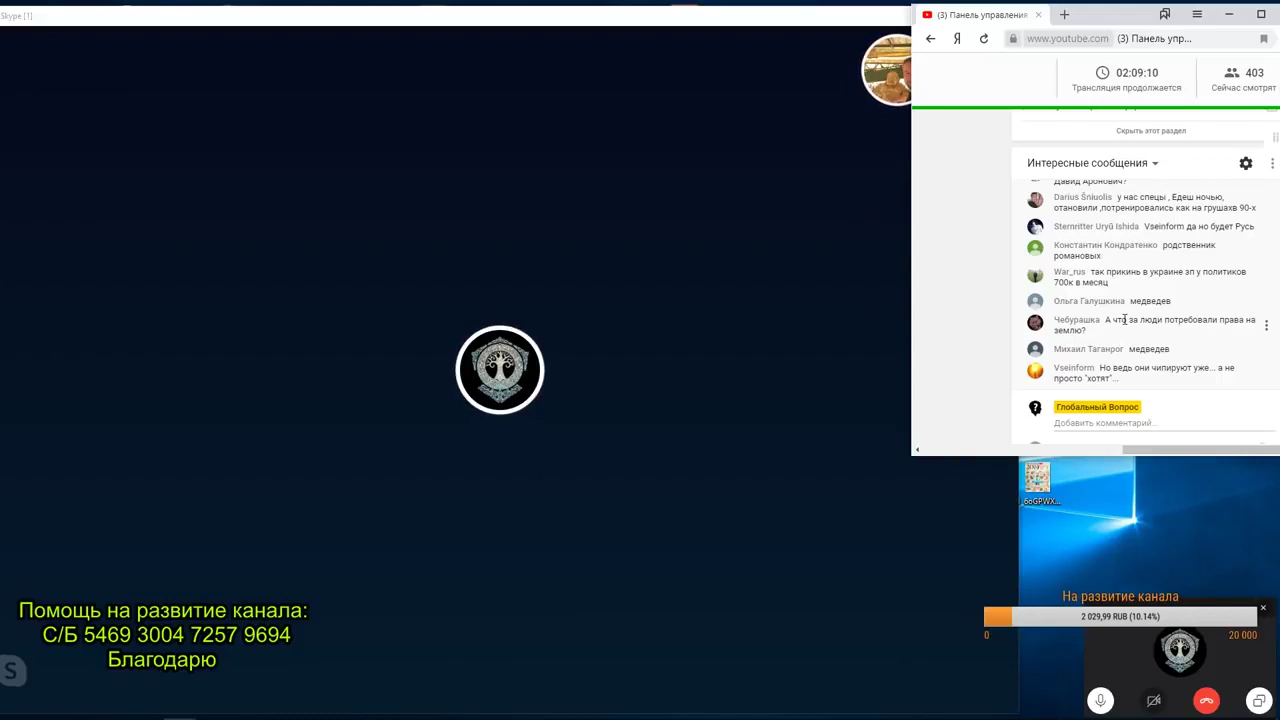 Skype [1]
(3) Панель управления
www.youtube.com
(3) Панель упр...
02:09:10
Трансляция продолжается
403
Сейчас смотрят
Скрыть этот раздел
Интересные сообщения
Давид Аронович?
Darius Šniuolis у нас спецы , Едеш ночью,
отановили ,потренировались как на грушахв 90-х
Sternritter Uryū Ishida Vseinform да но будет Русь
Константин Кондратенко родственник
романовых
War_rus так прикинь в украине зп у политиков
700к в месяц
Ольга Галушкина медведев
Чебурашка А что за люди потребовали права на
землю?
Михаил Таганрог медведев
Vseinform Но ведь они чипируют уже... а не
просто "хотят"...
Глобальный Вопрос
Добавить комментарий...
_6oGPWX...
Помощь на развитие канала:
С/Б 5469 3004 7257 9694
Благодарю
На развитие канала
2 029,99 RUB (10.14%)
0
20 000